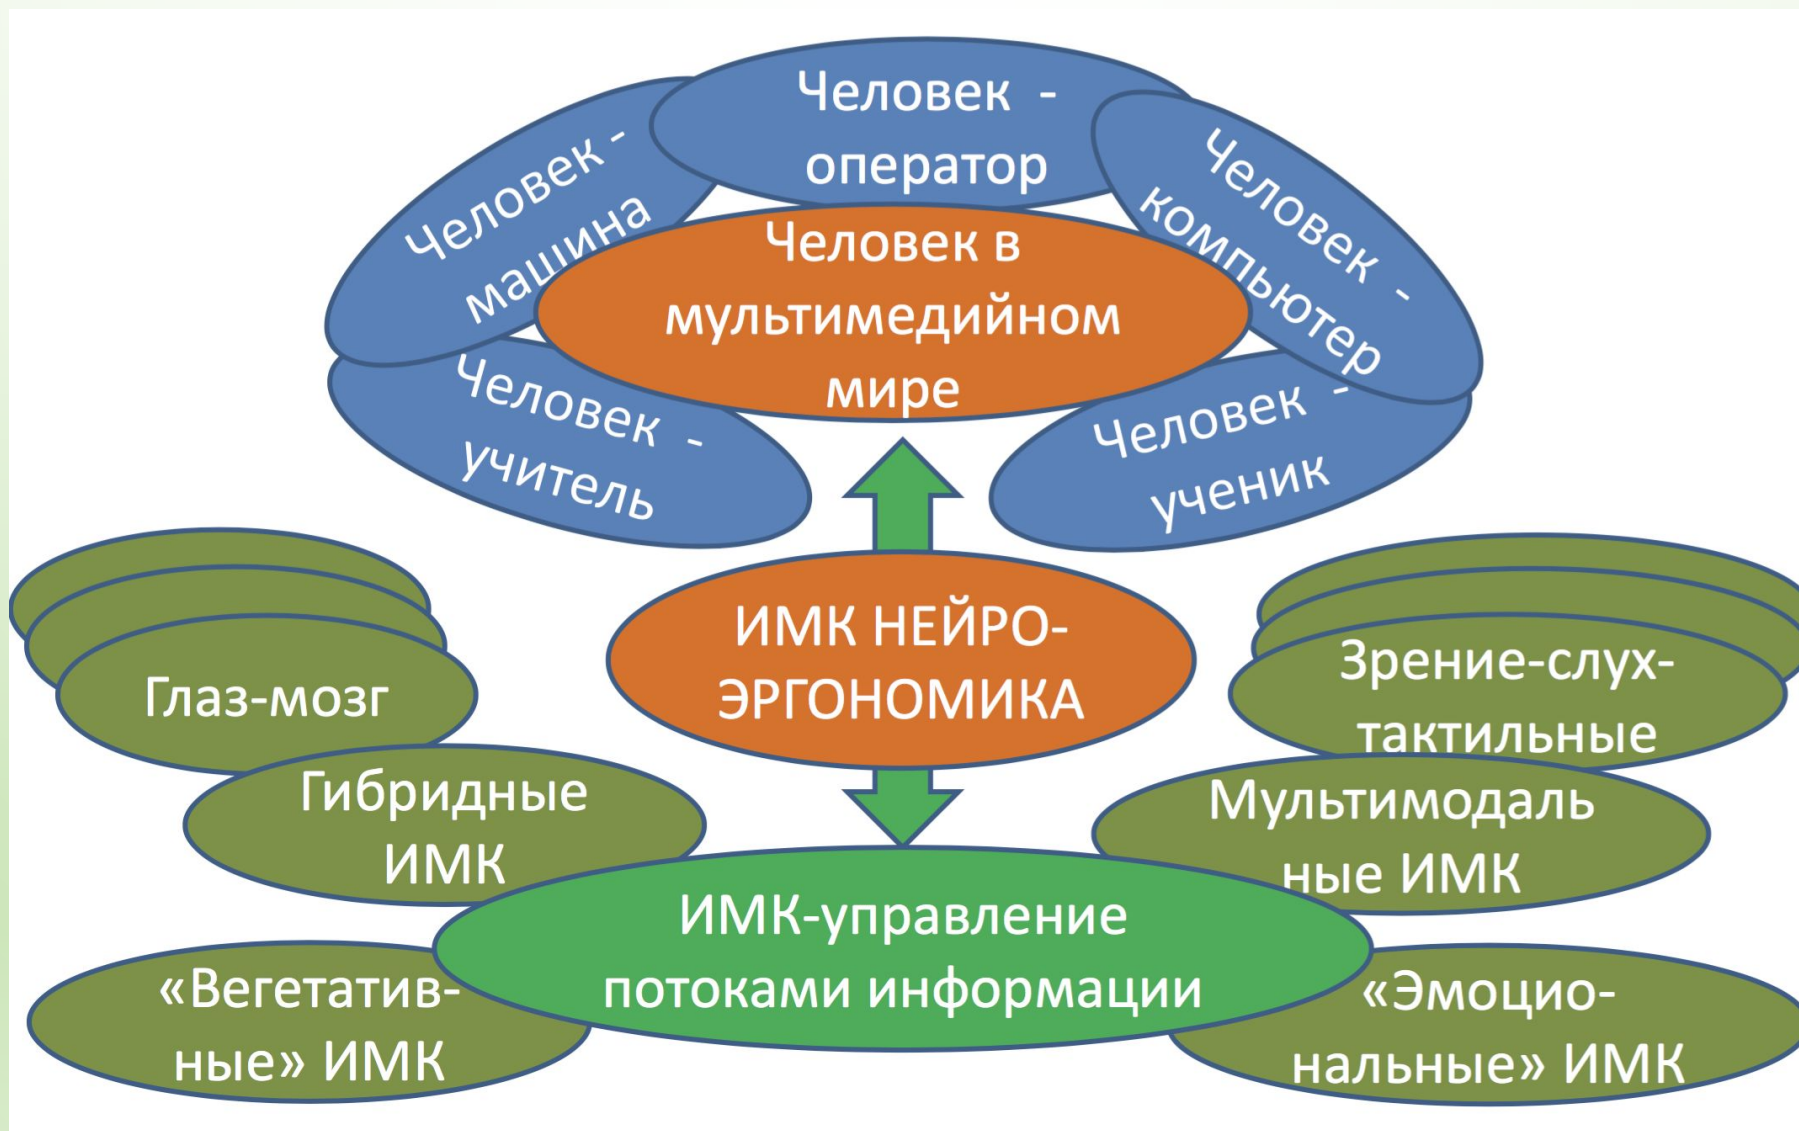 Человек -
оператор
Человек -
машина
Человек -
компьютер
Человек в
мультимедийном
мире
Человек -
учитель
Человек -
ученик
ИМК НЕЙРО-
ЭРГОНОМИКА
Глаз-мозг
Зрение-слух-
тактильные
Гибридные
ИМК
Мультимодаль
ные ИМК
ИМК-управление
потоками информации
«Вегетатив-
ные» ИМК
«Эмоцио-
нальные» ИМК